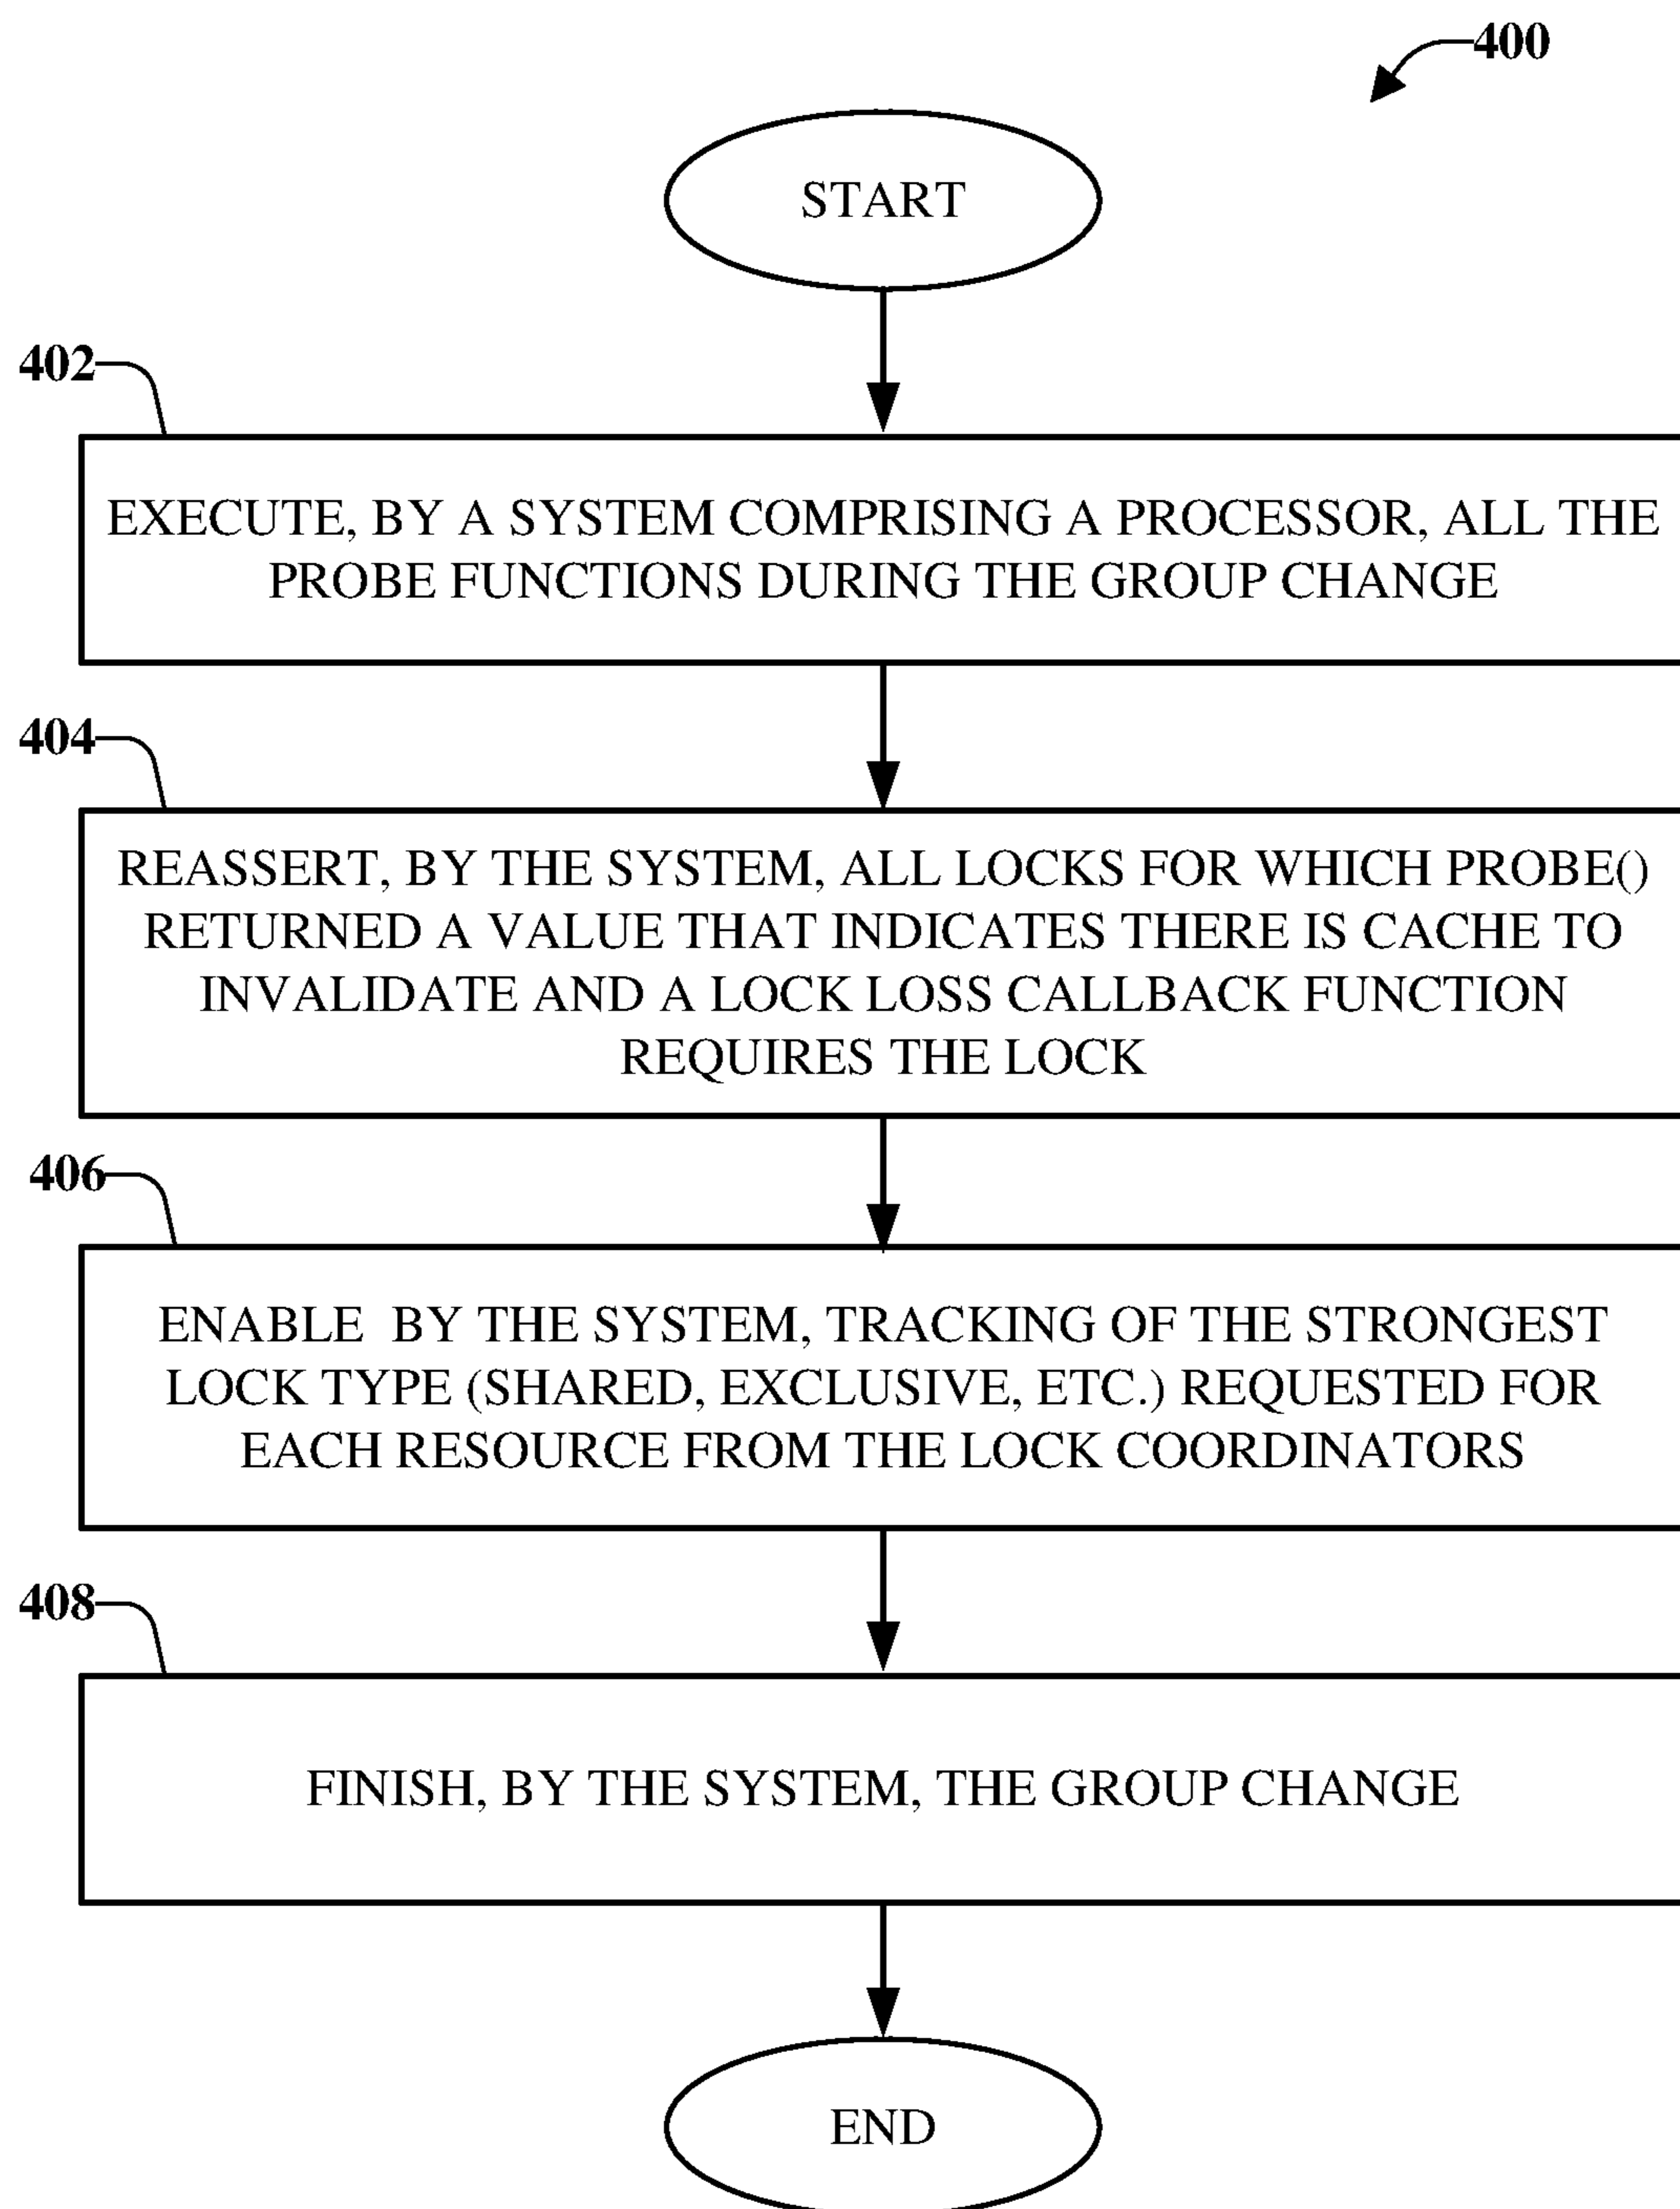 400
START
402
EXECUTE, BY A SYSTEM COMPRISING A PROCESSOR, ALL THE
PROBE FUNCTIONS DURING THE GROUP CHANGE
404
REASSERT, BY THE SYSTEM, ALL LOCKS FOR WHICH PROBE()
RETURNED A VALUE THAT INDICATES THERE IS CACHE TO
INVALIDATE AND A LOCK LOSS CALLBACK FUNCTION
REQUIRES THE LOCK
406
ENABLE BY THE SYSTEM, TRACKING OF THE STRONGEST
LOCK TYPE (SHARED, EXCLUSIVE, ETC.) REQUESTED FOR
EACH RESOURCE FROM THE LOCK COORDINATORS
408
FINISH, BY THE SYSTEM, THE GROUP CHANGE
END